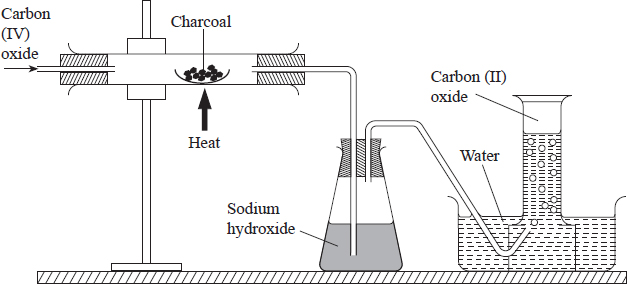 Carbon
(IV)
oxide
Charcoal
Heat
Carbon (II)
oxide
Water
Sodium
hydroxide